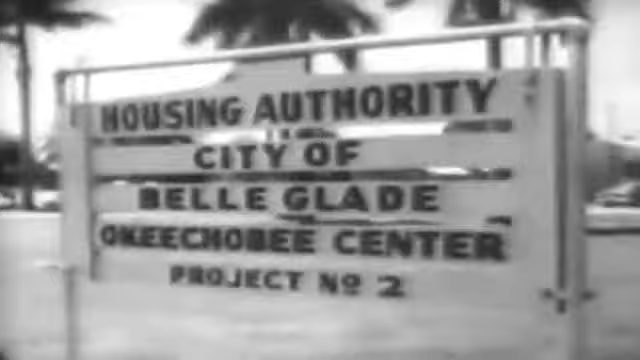 HOUSING AUTHORITY
CITY OF
BELLE GLADE
OKEECHOBEE CENTER
PROJECT Nº 2